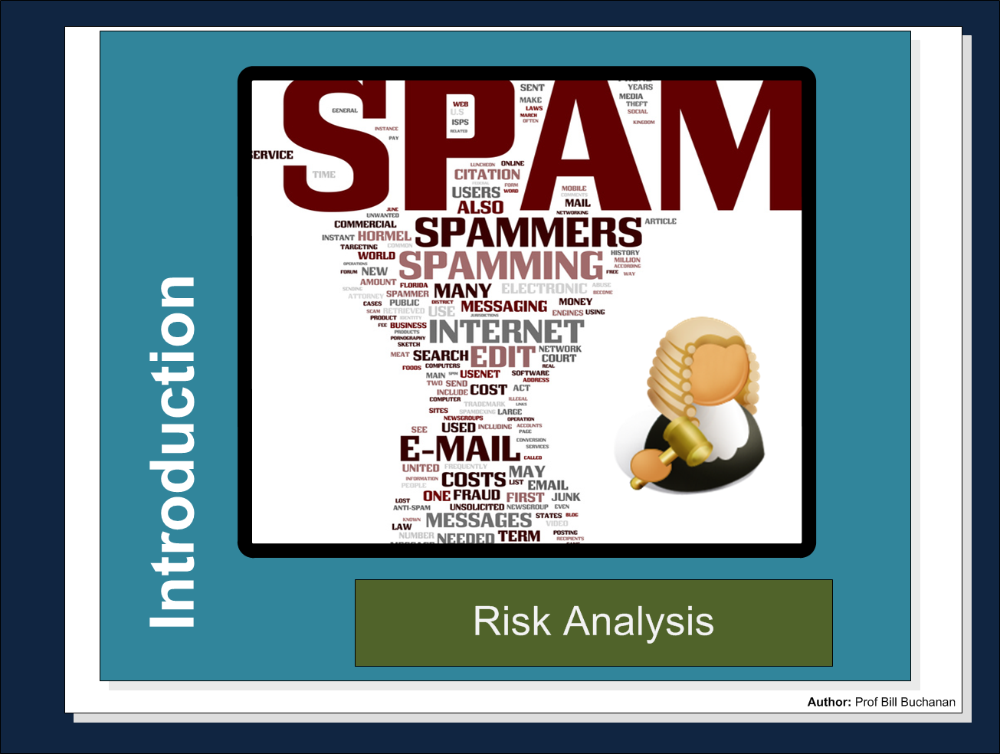 SPAM
SENT
YEARS
MAKE
MEDIA
WEB
LAWS
THEFT
GENERAL
U.S
MARCH
SOCIAL
ISPS
OFTEN
KINGDOM
INSTANCE
RELATED
PAY
SERVICE
LUNCHEON ONLINE
TIME
CITATION
FORM
USERS WORD
MOBILE
COMMENTS
ALSO
MAIL
JUNE
NETWORKING
UNWANTED
COMMERCIAL
SPAMMERS
ARTICLE
INSTANT HORMEL
TARGETING COMMON
WORLD
SPAMMING
HISTORY
MILLION
OPERATIONS
ACCORDING
FORUM NEW
FREE WAY
AMOUNT FLORIDA
SENDING
MANY
ELECTRONIC
ABUSE
BECOME
ATTORNEY SPAMMER
CASES PUBLIC DISTRICT
MESSAGING
MONEY
SCAM RETRIEVED USE
JURISDICTIONS
ENGINES USING
PRODUCT IDENTITY
FEE BUSINESS
INTERNET
PRODUCTS
PORNOGRAPHY
SKETCH
MEAT SEARCH EDIT
NETWORK
COURT
FOODS COMPUTERS
REAL
MAIN SPIN USENET
SOFTWARE
ADDRESS
TWO SEND
INCLUDE COST
ACT
COMPUTER
TRADEMARK
ILLEGAL
LINKS
SITES SPAMDEXING LARGE
NEWSGROUPS OPERATION
SEE USED INCLUDING ACCOUNTS
PAGE
E-MAIL
CONVERSION
SERVICES
CALLED
UNITED FREQUENTLY
MAY
INFORMATION
PEOPLE
COSTS LIST EMAIL
ONE FRAUD FIRST JUNK
LOST
ANTI-SPAM UNSOLICITED NEWSGROUP EVEN
KNOWN MESSAGES STATES BLOG
LAW
VIDEO
NUMBER NEEDED TERM
POSTING
RECIPIENTS
Introduction
Risk Analysis
Author: Prof Bill Buchanan